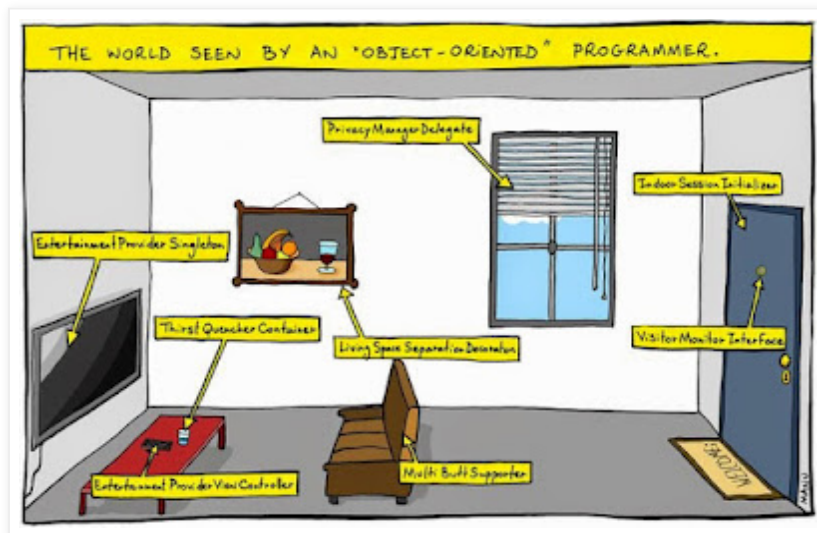 THE WORLD SEEN BY AN "OBJECT-ORIENTED" PROGRAMMER.
Privacy Manager Delegate
Indoor Session Initializer
Entertainment Provider Singleton
Thirst Quencher Container
Living Space Separation Decorator
Visitor Monitor Interface
Multi Butt Supporter
Entertainment Provider View Controller
WELCOME
MANU